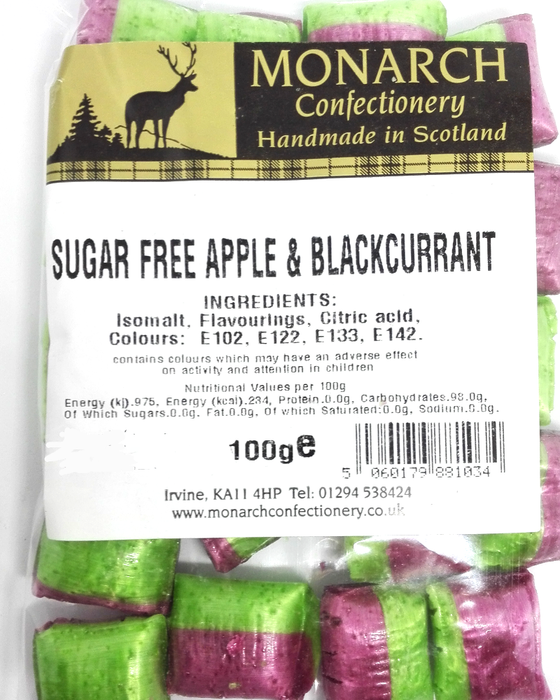 MONARCH
Confectionery
Handmade in Scotland
SUGAR FREE APPLE & BLACKCURRANT
INGREDIENTS:
Isomalt, Flavourings, Citric acid,
Colours: E102, E122, E133, E142.
contains colours which may have an adverse effect
on activity and attention in children
Nutritional Values per 100g
Energy (kj).975, Energy (kcal).234, Protein.0.0g, Carbohydrates.98.0g,
Of Which Sugars.0.0g, Fat.0.0g, Of which Saturated:0.0g, Sodium.0.0g.
100g e
5 060179 881034
Irvine, KA11 4HP Tel: 01294 538424
www.monarchconfectionery.co.uk